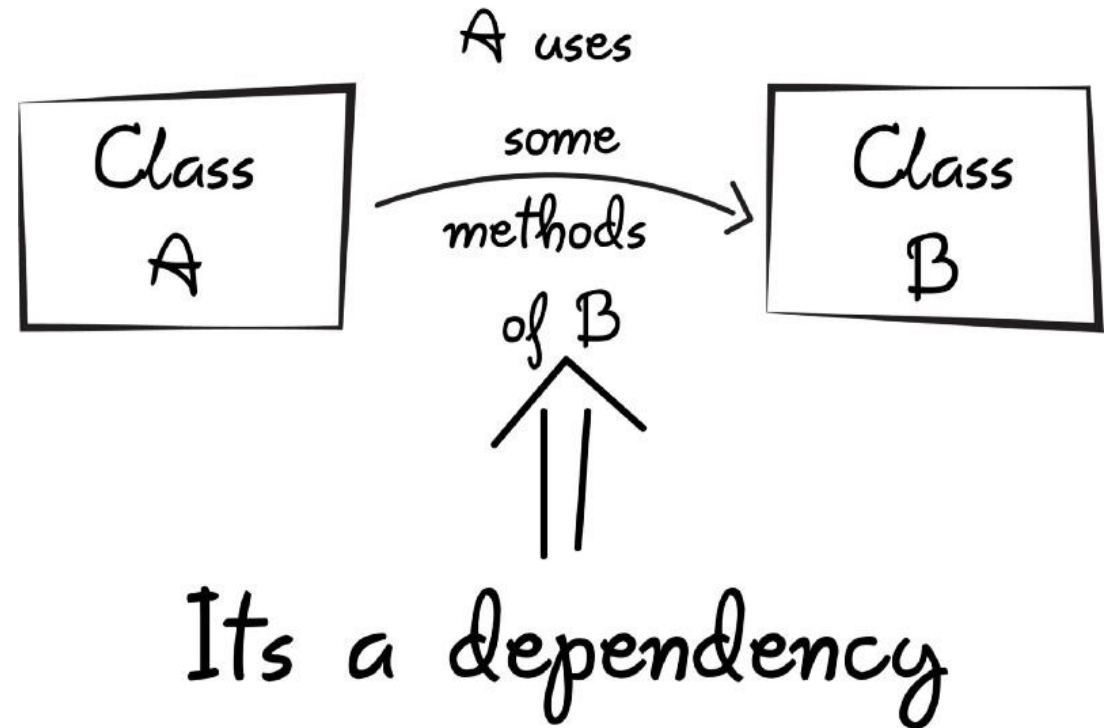 A uses
some
methods
of B
Class
A
Class
B
Its a dependency